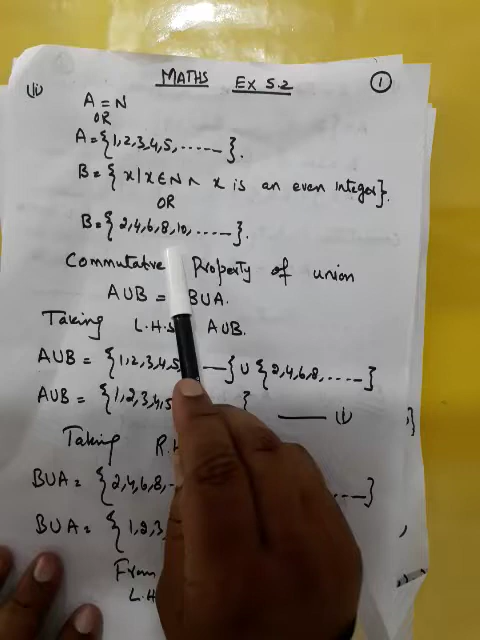 MATHS Ex 5.2 1
(ii) A = N
OR
A = {1,2,3,4,5, ......}.
B = { x | x ∈ N ∧ x is an even integer}.
OR
B = {2,4,6,8,10, ......}.
Commutative Property of union
A∪B = B∪A.
Taking L.H.S A∪B.
A∪B = {1,2,3,4,5, —} ∪ {2,4,6,8, .....}
A∪B = {1,2,3,4,5 } — (i)
Taking R.H
B∪A = {2,4,6,8, }
B∪A = { 1,2,3,
From
L.H